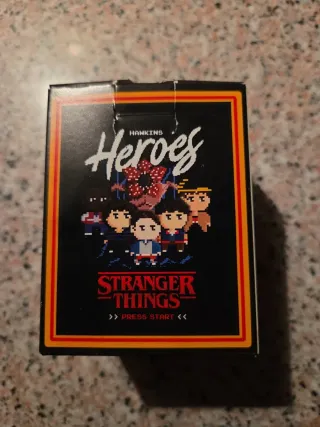 HAWKINS
Heroes
STRANGER
THINGS
>> PRESS START <<